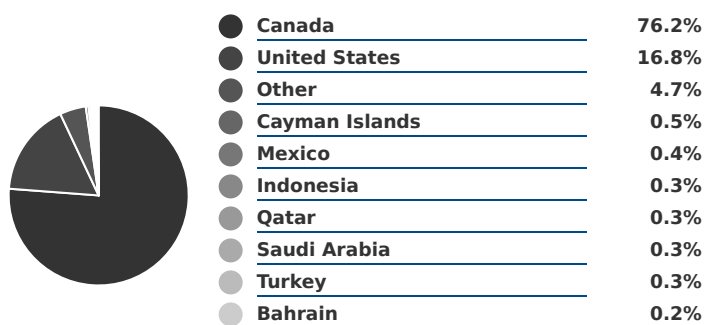 Canada 76.2%
United States 16.8%
Other 4.7%
Cayman Islands 0.5%
Mexico 0.4%
Indonesia 0.3%
Qatar 0.3%
Saudi Arabia 0.3%
Turkey 0.3%
Bahrain 0.2%